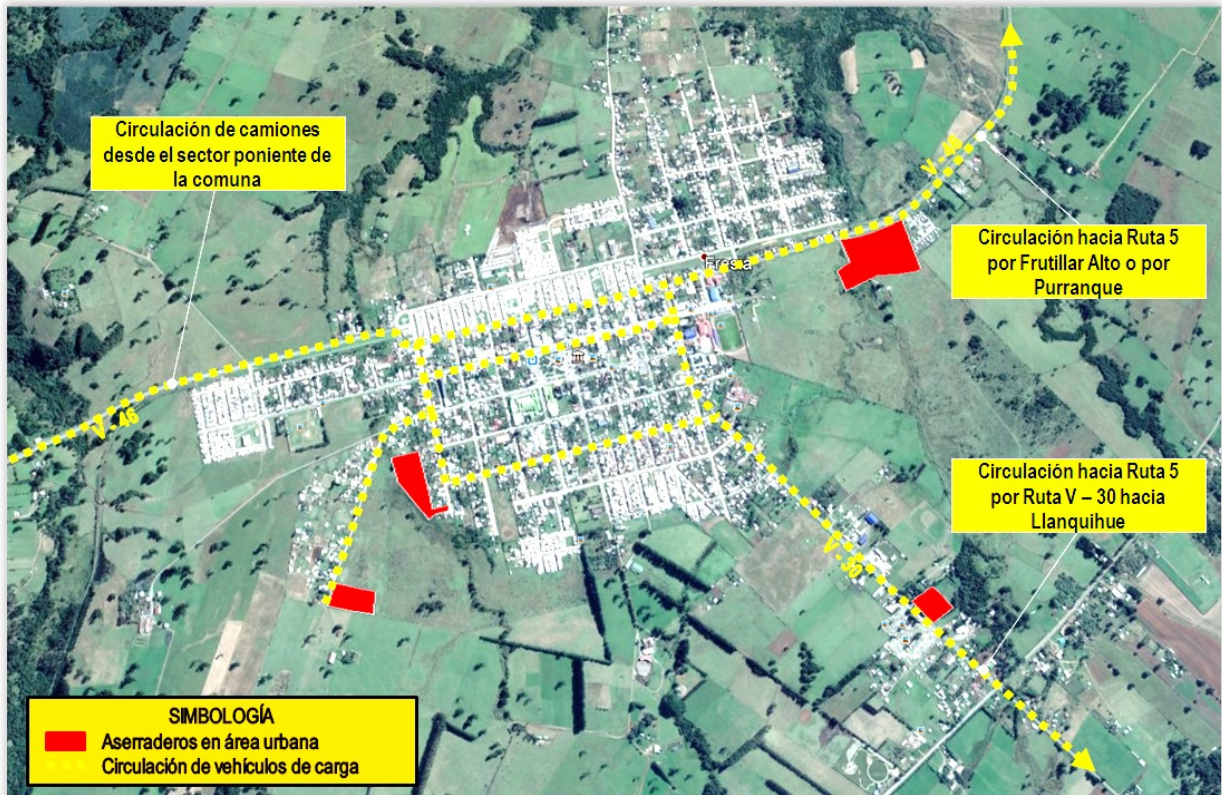 Circulación de camiones
desde el sector poniente de
la comuna
V - 46
Fresia
Circulación hacia Ruta 5
por Frutillar Alto o por
Purranque
V - 46
Circulación hacia Ruta 5
por Ruta V – 30 hacia
Llanquihue
V - 30
SIMBOLOGÍA
Aserraderos en área urbana
Circulación de vehículos de carga